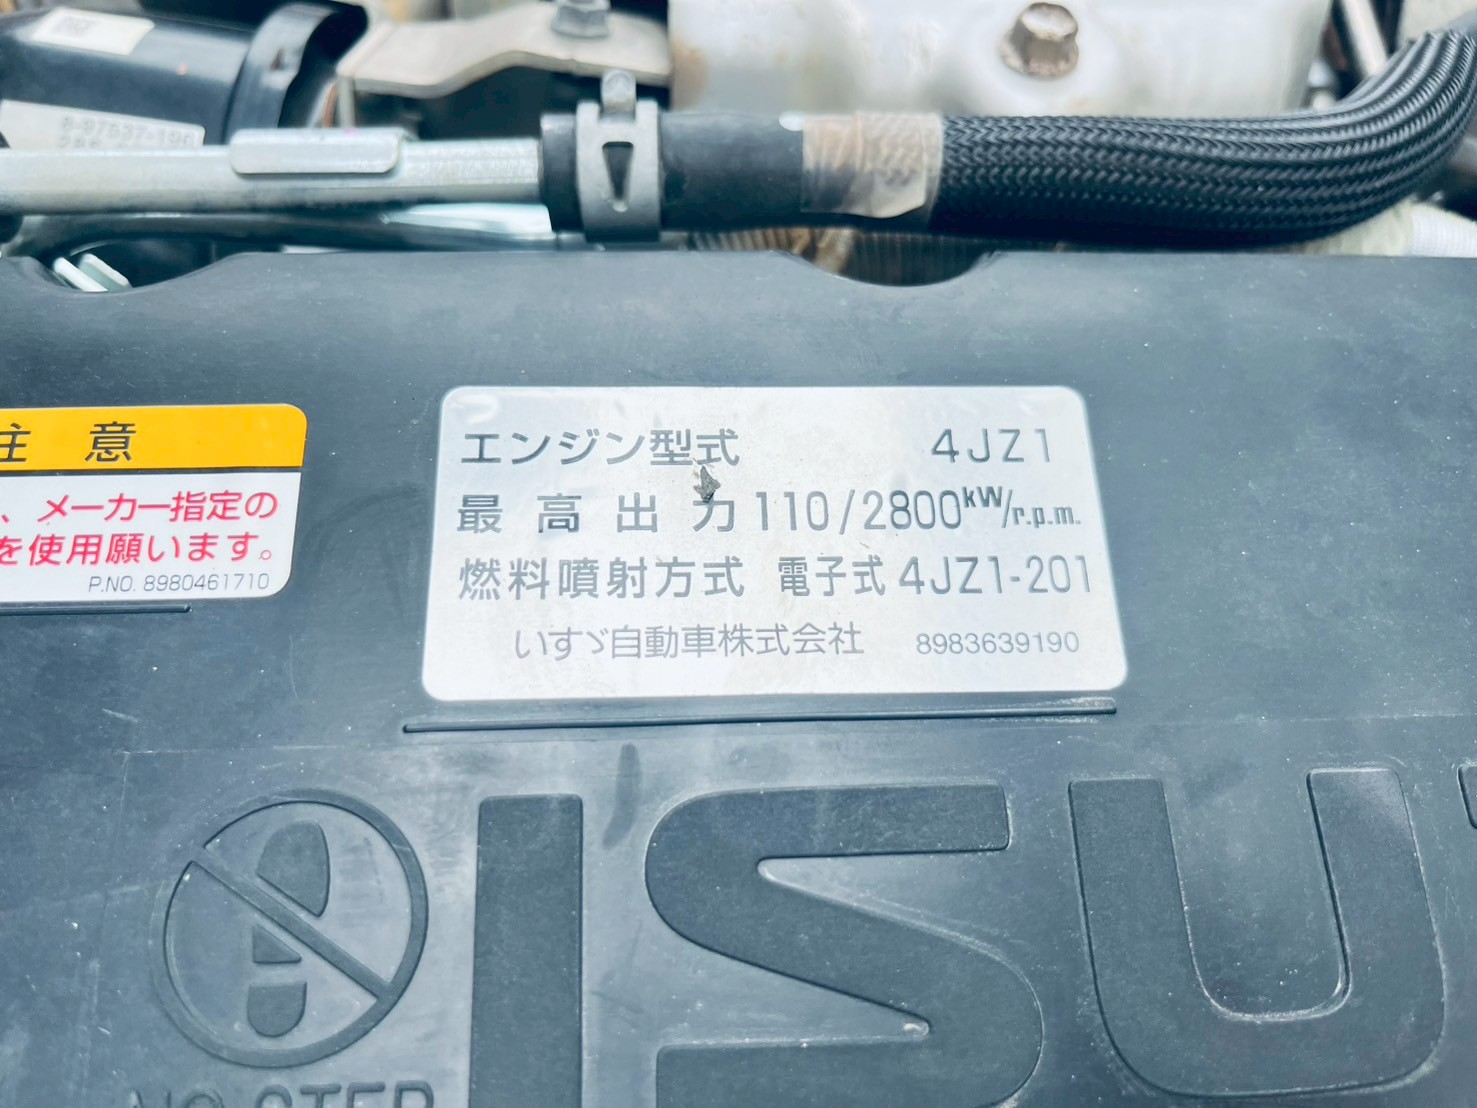 注意
、メーカー指定の
を使用願います。
P.NO. 8980461710
エンジン型式 4JZ1
最高出力 110/2800kW/r.p.m.
燃料噴射方式 電子式 4JZ1-201
いすゞ自動車株式会社 8983639190
ISU
NO STEP